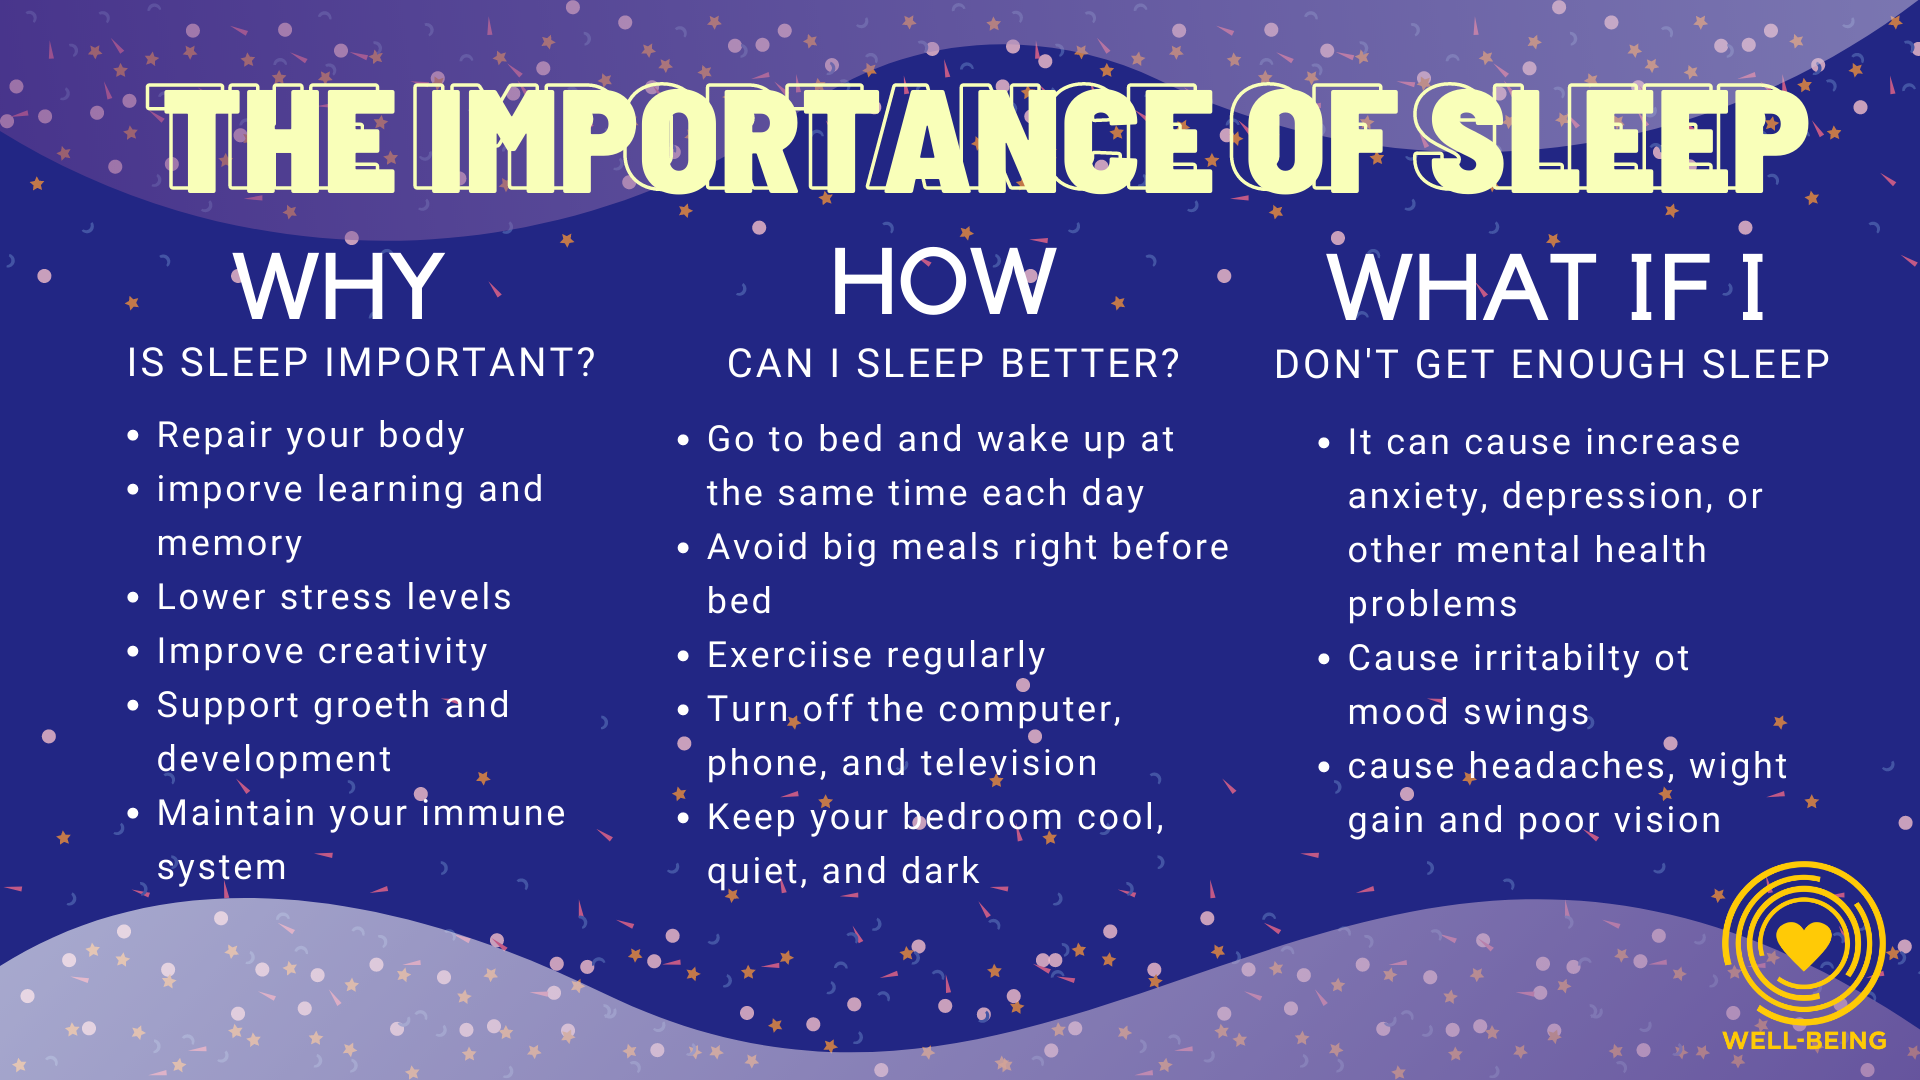 THE IMPORTANCE OF SLEEP
WHY
IS SLEEP IMPORTANT?
• Repair your body
• imporve learning and
memory
• Lower stress levels
• Improve creativity
• Support groeth and
development
• Maintain your immune
system
HOW
CAN I SLEEP BETTER?
• Go to bed and wake up at
the same time each day
• Avoid big meals right before
bed
• Exerciise regularly
• Turn off the computer,
phone, and television
• Keep your bedroom cool,
quiet, and dark
WHAT IF I
DON'T GET ENOUGH SLEEP
• It can cause increase
anxiety, depression, or
other mental health
problems
• Cause irritabilty ot
mood swings
• cause headaches, wight
gain and poor vision
WELL-BEING